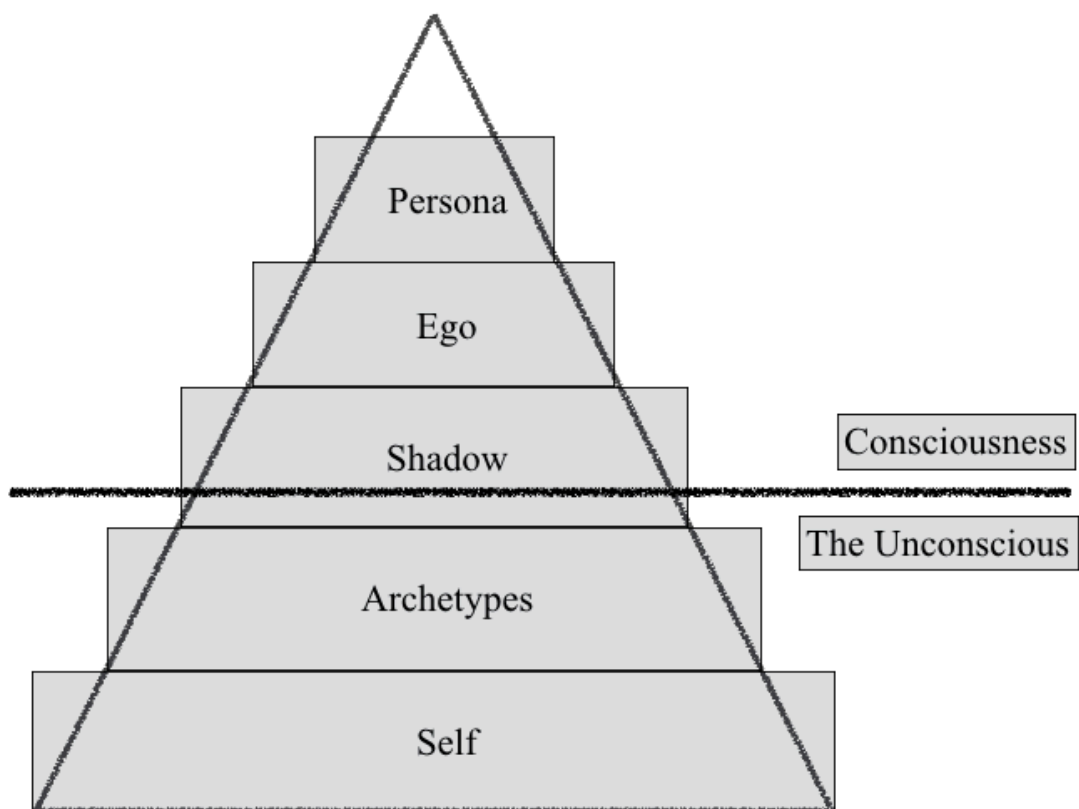 Persona
Ego
Shadow
Consciousness
The Unconscious
Archetypes
Self